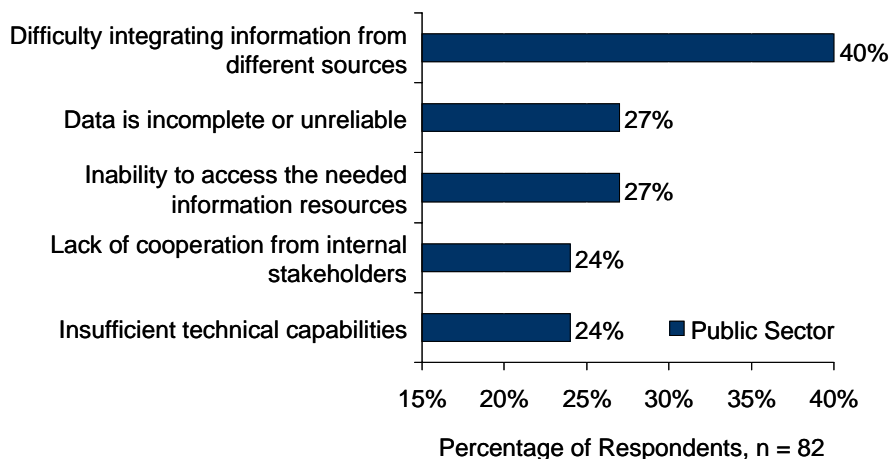 Difficulty integrating information from
different sources
40%
Data is incomplete or unreliable
27%
Inability to access the needed
information resources
27%
Lack of cooperation from internal
stakeholders
24%
Insufficient technical capabilities
24%
Public Sector
15% 20% 25% 30% 35% 40%
Percentage of Respondents, n = 82